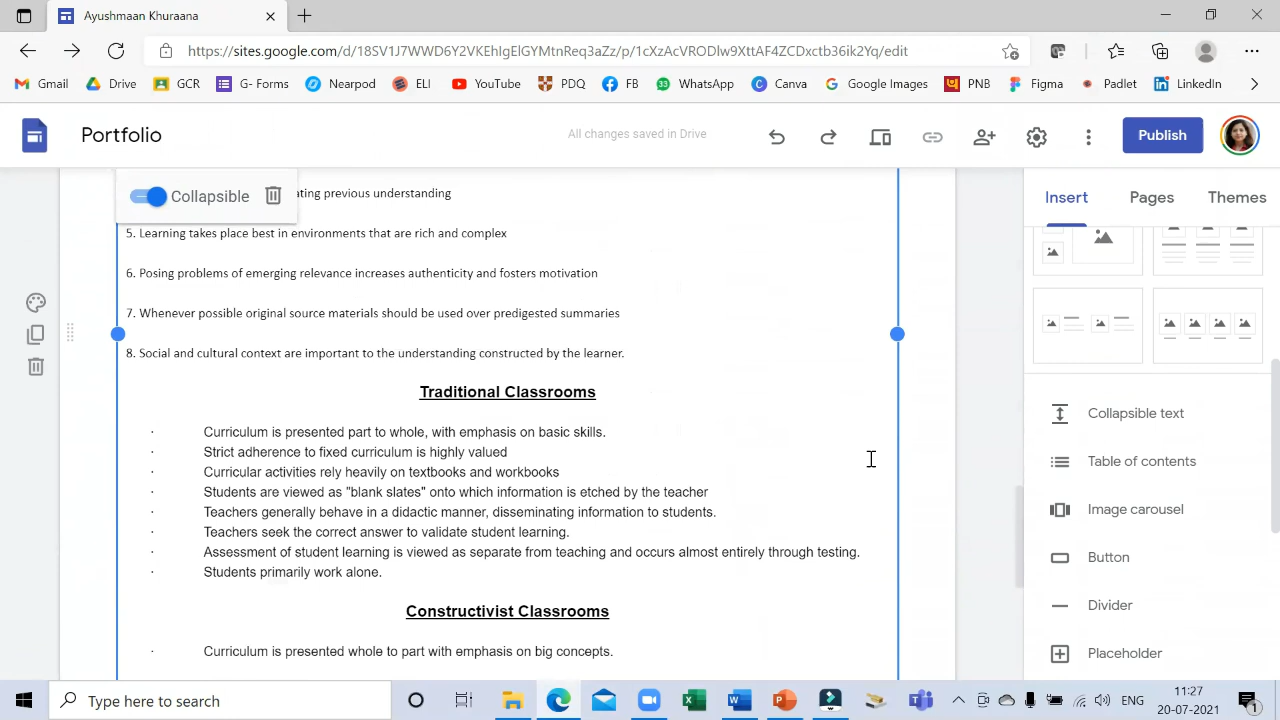 Ayushmaan Khurana
https://sites.google.com/d/18SV1J7WWD6Y2VKEhIgElGYMtnReq3aZz/p/1cXzAcVRODlw9XttAF4ZCDxctb36ik2Yq/edit
Gmail Drive GCR G- Forms Nearpod ELI YouTube PDQ FB 33 WhatsApp Canva Google Images PNB Figma Padlet LinkedIn
Portfolio All changes saved in Drive Publish
Insert Pages Themes
Collapsible
ating previous understanding
5. Learning takes place best in environments that are rich and complex
6. Posing problems of emerging relevance increases authenticity and fosters motivation
7. Whenever possible original source materials should be used over predigested summaries
8. Social and cultural context are important to the understanding constructed by the learner.
Traditional Classrooms
· Curriculum is presented part to whole, with emphasis on basic skills.
· Strict adherence to fixed curriculum is highly valued
· Curricular activities rely heavily on textbooks and workbooks
· Students are viewed as "blank slates" onto which information is etched by the teacher
· Teachers generally behave in a didactic manner, disseminating information to students.
· Teachers seek the correct answer to validate student learning.
· Assessment of student learning is viewed as separate from teaching and occurs almost entirely through testing.
· Students primarily work alone.
Constructivist Classrooms
· Curriculum is presented whole to part with emphasis on big concepts.
Collapsible text
Table of contents
Image carousel
Button
Divider
Placeholder
Type here to search
ENG
11:27
20-07-2021
1